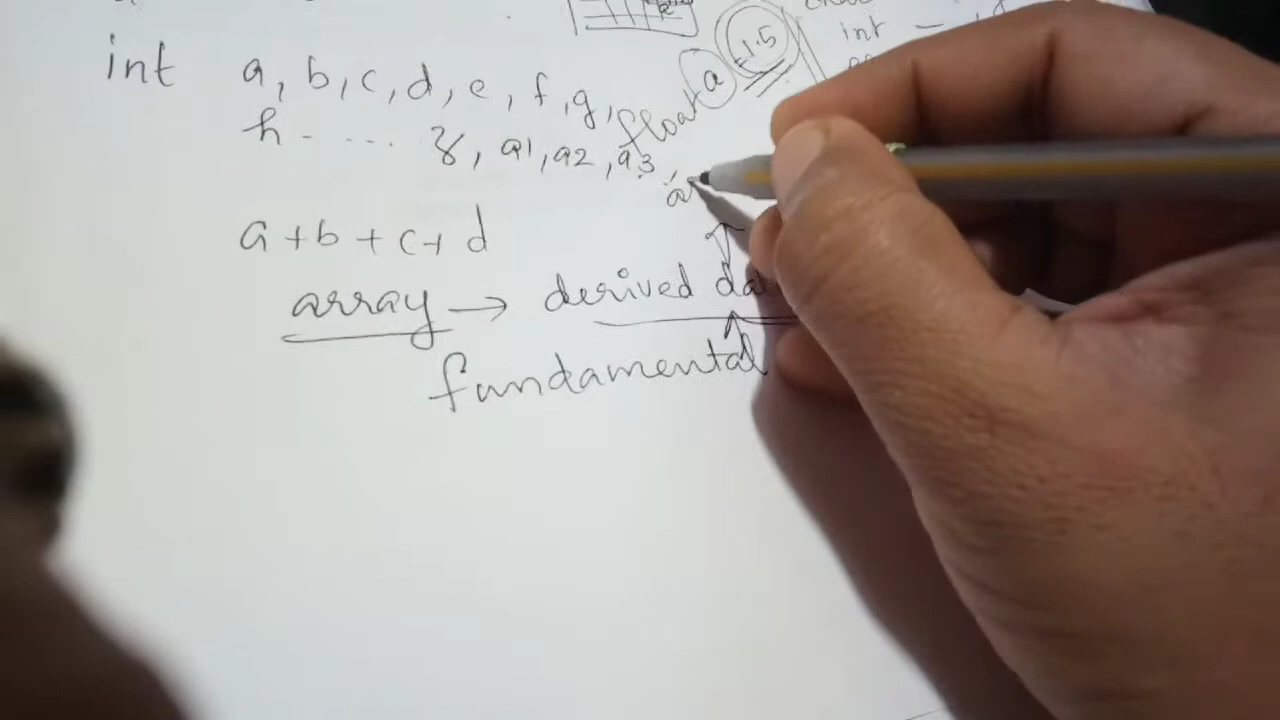 int a, b, c, d, e, f, g,
h - .... z, a1, a2, a3
float a 1.5
int -
a
a + b + c + d
array → derived da
fundamental